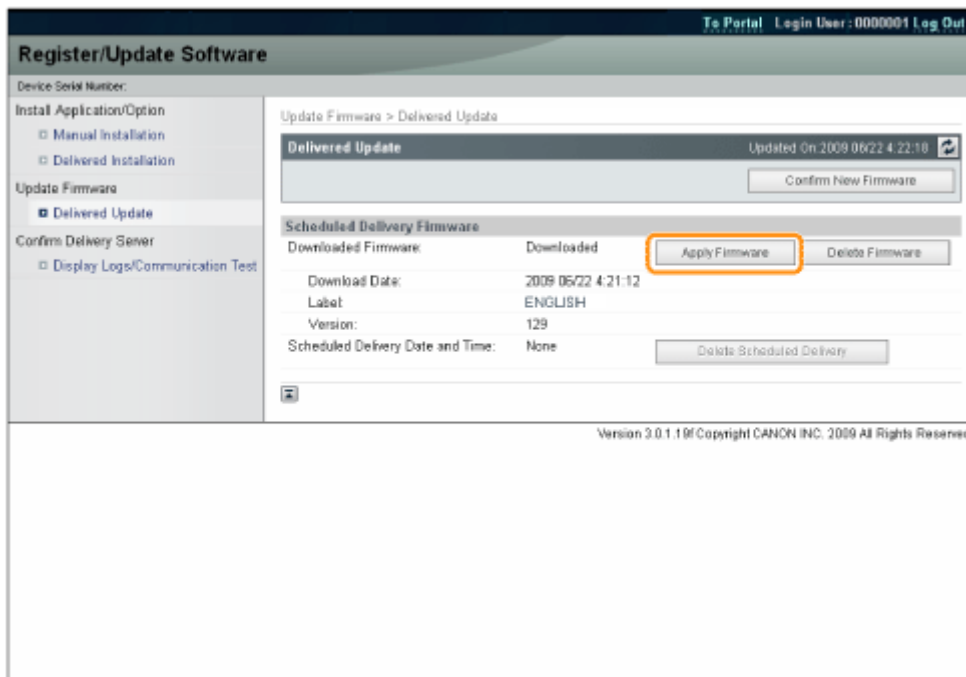 To Portal Login User : 0000001 Log Out
Register/Update Software
Device Serial Number:
Install Application/Option
Manual Installation
Delivered Installation
Update Firmware
Delivered Update
Confirm Delivery Server
Display Logs/Communication Test
Update Firmware > Delivered Update
Delivered Update Updated On:2009 06/22 4:22:18
Confirm New Firmware
Scheduled Delivery Firmware
Downloaded Firmware: Downloaded Apply Firmware Delete Firmware
Download Date: 2009 06/22 4:21:12
Label: ENGLISH
Version: 129
Scheduled Delivery Date and Time: None Delete Scheduled Delivery
Version 3.0.1.19f Copyright CANON INC. 2009 All Rights Reserved